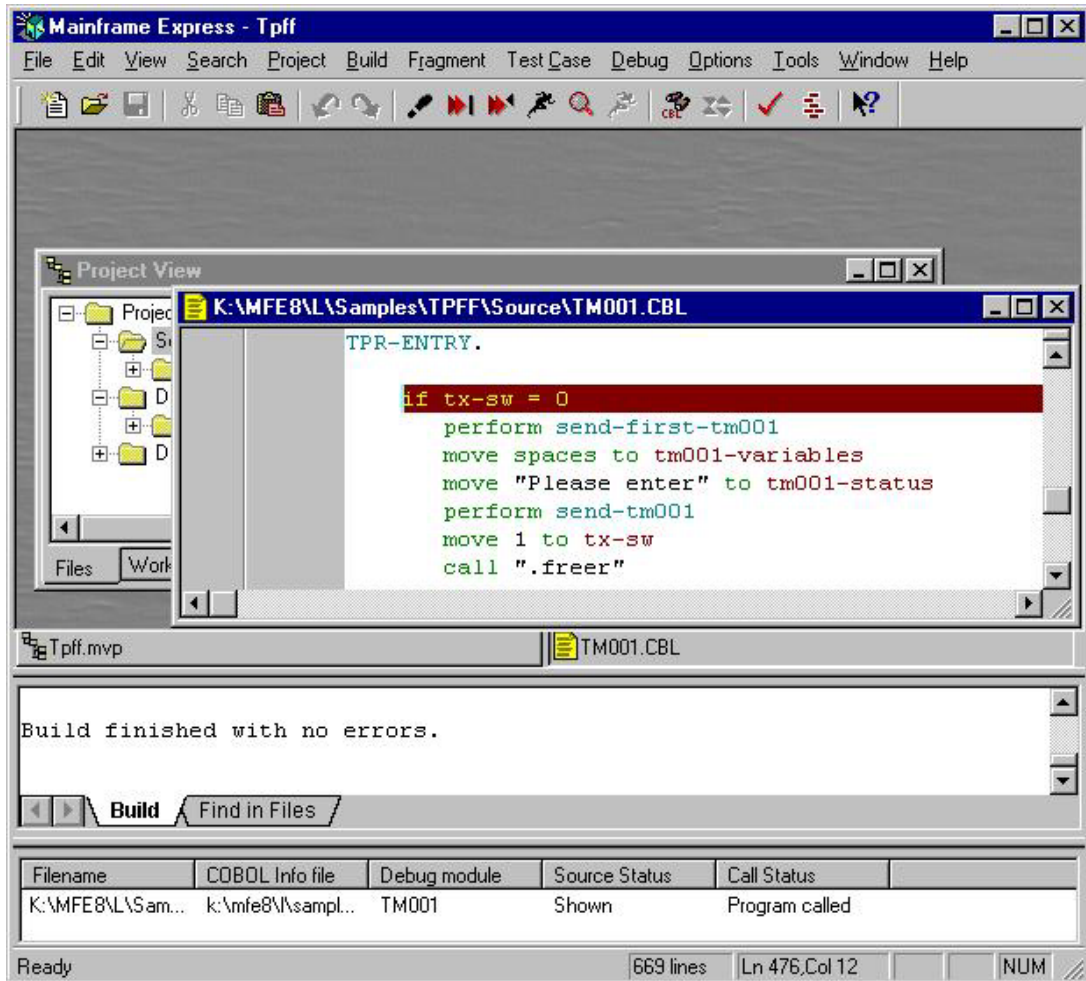 Mainframe Express - Tpff
File Edit View Search Project Build Fragment Test Case Debug Options Tools Window Help
CBL
Project View
Projec
D
D
Files Work
K:\MFE8\L\Samples\TPFF\Source\TM001.CBL
TPR-ENTRY.
if tx-sw = 0
perform send-first-tm001
move spaces to tm001-variables
move "Please enter" to tm001-status
perform send-tm001
move 1 to tx-sw
call ".freer"
Tpff.mvp TM001.CBL
Build finished with no errors.
Build Find in Files
Filename COBOL Info file Debug module Source Status Call Status
K:\MFE8\L\Sam... k:\mfe8\l\sampl... TM001 Shown Program called
Ready 669 lines Ln 476,Col 12 NUM